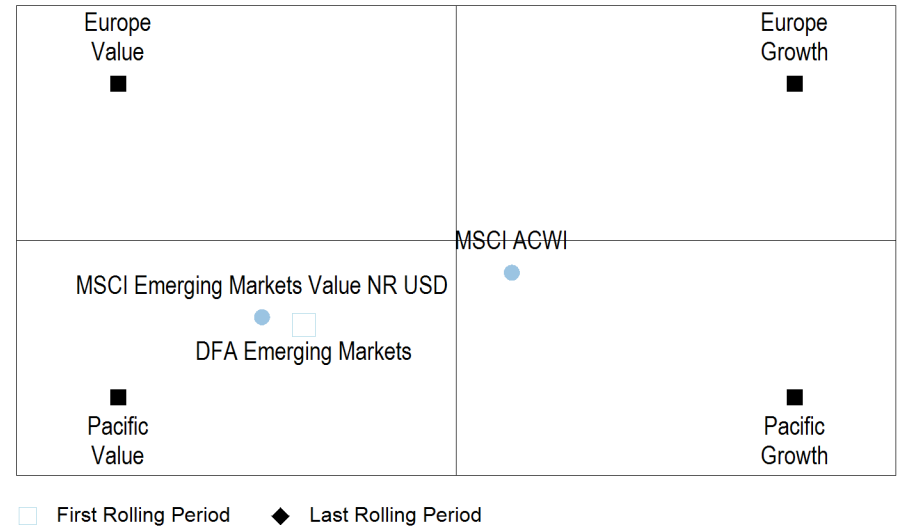 Europe
Value
Europe
Growth
MSCI ACWI
MSCI Emerging Markets Value NR USD
DFA Emerging Markets
Pacific
Value
Pacific
Growth
First Rolling Period
Last Rolling Period